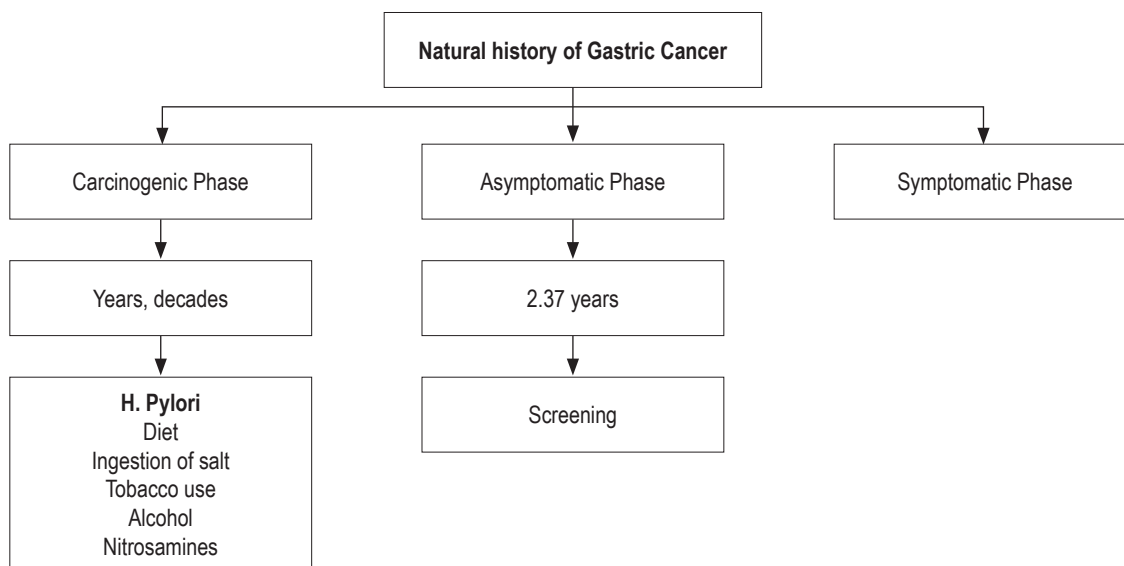 Natural history of Gastric Cancer
Carcinogenic Phase
Asymptomatic Phase
Symptomatic Phase
Years, decades
2.37 years
H. Pylori
Diet
Ingestion of salt
Tobacco use
Alcohol
Nitrosamines
Screening